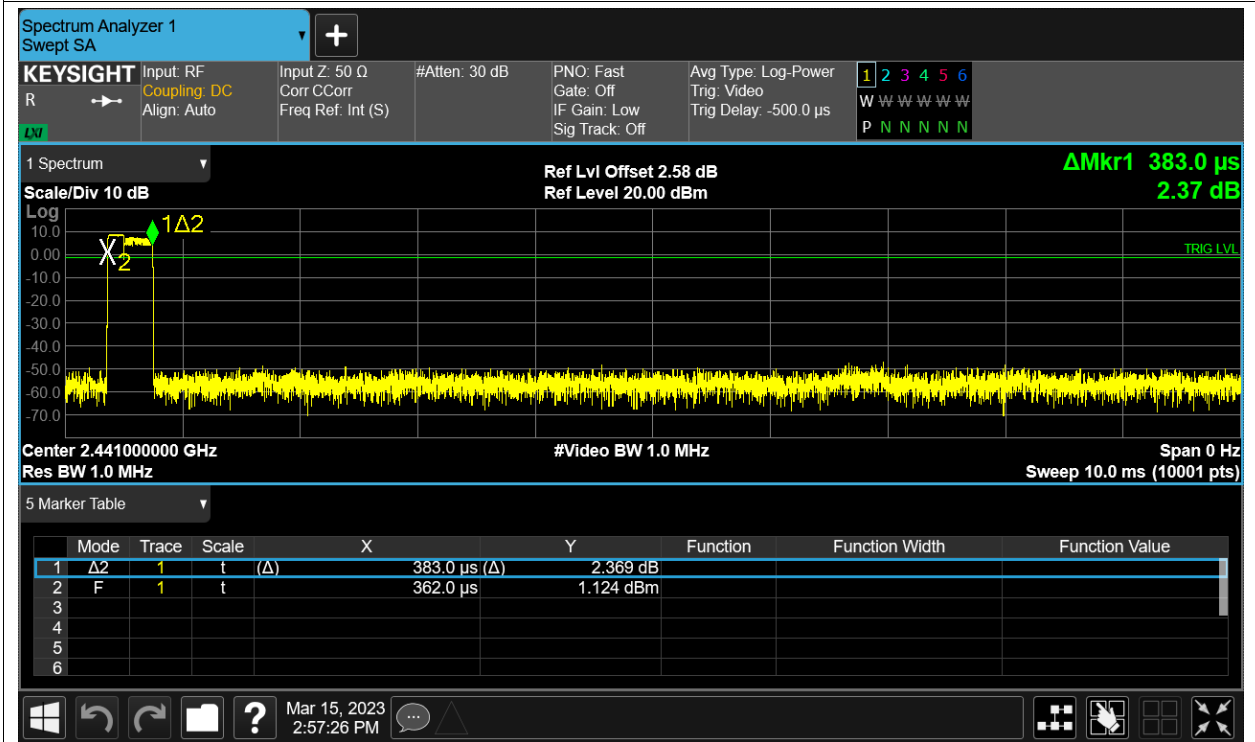 Spectrum Analyzer 1
Swept SA
KEYSIGHT
R
LXI
Input: RF
Coupling: DC
Align: Auto
Input Z: 50 Ω
Corr CCorr
Freq Ref: Int (S)
#Atten: 30 dB
PNO: Fast
Gate: Off
IF Gain: Low
Sig Track: Off
Avg Type: Log-Power
Trig: Video
Trig Delay: -500.0 µs
1 2 3 4 5 6
W W W W W W
P N N N N N
1 Spectrum
Scale/Div 10 dB
Ref Lvl Offset 2.58 dB
Ref Level 20.00 dBm
ΔMkr1 383.0 µs
2.37 dB
Log
10.0
0.00
-10.0
-20.0
-30.0
-40.0
-50.0
-60.0
-70.0
1Δ2
X2
TRIG LVL
Center 2.441000000 GHz
#Video BW 1.0 MHz
Span 0 Hz
Res BW 1.0 MHz
Sweep 10.0 ms (10001 pts)
5 Marker Table
Mode Trace Scale X Y Function Function Width Function Value
1 Δ2 1 t (Δ) 383.0 µs (Δ) 2.369 dB
2 F 1 t 362.0 µs 1.124 dBm
3
4
5
6
?
Mar 15, 2023
2:57:26 PM